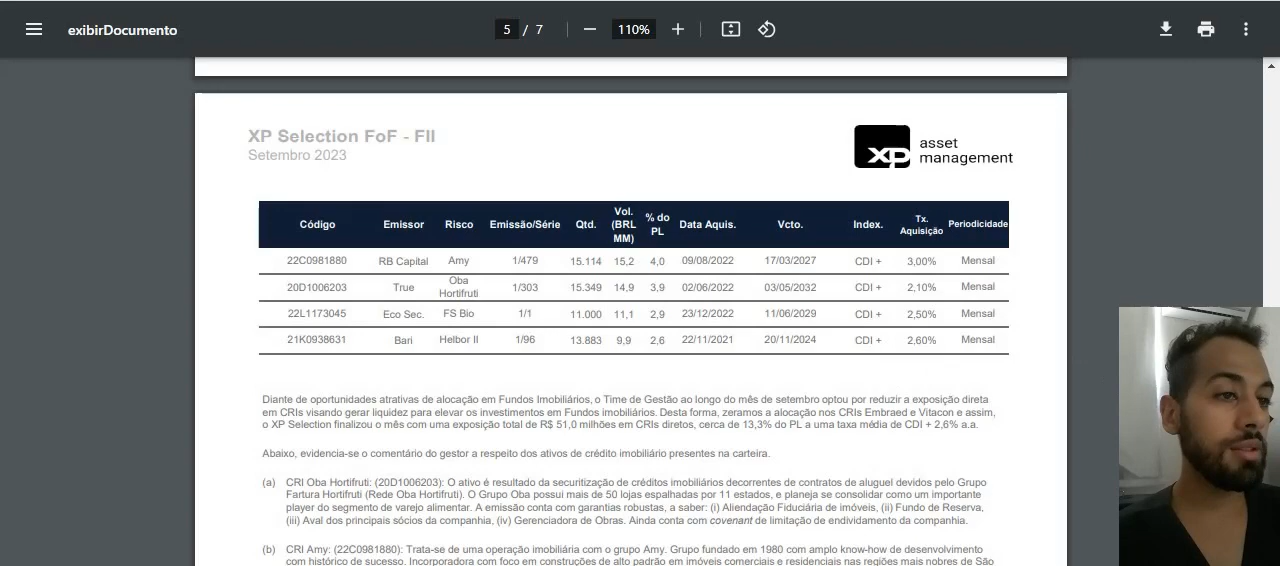 exibirDocumento 5 / 7 110%
XP Selection FoF - FII
Setembro 2023
xp asset
management
Código Emissor Risco Emissão/Série Qtd. Vol. (BRL MM) % do PL Data Aquis. Vcto. Index. Tx. Aquisição Periodicidade
22C0981880 RB Capital Amy 1/479 15.114 15,2 4,0 09/08/2022 17/03/2027 CDI + 3,00% Mensal
20D1006203 True Oba Hortifruti 1/303 15.349 14,9 3,9 02/06/2022 03/05/2032 CDI + 2,10% Mensal
22L1173045 Eco Sec. FS Bio 1/1 11.000 11,1 2,9 23/12/2022 11/06/2029 CDI + 2,50% Mensal
21K0938631 Bari Helbor II 1/96 13.883 9,9 2,6 22/11/2021 20/11/2024 CDI + 2,60% Mensal
Diante de oportunidades atrativas de alocação em Fundos Imobiliários, o Time de Gestão ao longo do mês de setembro optou por reduzir a exposição direta
em CRIs visando gerar liquidez para elevar os investimentos em Fundos imobiliários. Desta forma, zeramos a alocação nos CRIs Embraed e Vitacon e assim,
o XP Selection finalizou o mês com uma exposição total de R$ 51,0 milhões em CRIs diretos, cerca de 13,3% do PL a uma taxa média de CDI + 2,6% a.a.
Abaixo, evidencia-se o comentário do gestor a respeito dos ativos de crédito imobiliário presentes na carteira.
(a) CRI Oba Hortifruti: (20D1006203): O ativo é resultado da securitização de créditos imobiliários decorrentes de contratos de aluguel devidos pelo Grupo
Fartura Hortifruti (Rede Oba Hortifruti). O Grupo Oba possui mais de 50 lojas espalhadas por 11 estados, e planeja se consolidar como um importante
player do segmento de varejo alimentar. A emissão conta com garantias robustas, a saber: (i) Aliendação Fiduciária de imóveis, (ii) Fundo de Reserva,
(iii) Aval dos principais sócios da companhia, (iv) Gerenciadora de Obras. Ainda conta com covenant de limitação de endividamento da companhia.
(b) CRI Amy: (22C0981880): Trata-se de uma operação imobiliária com o grupo Amy. Grupo fundado em 1980 com amplo know-how de desenvolvimento
com histórico de sucesso. Incorporadora com foco em construções de alto padrão em imóveis comerciais e residenciais nas regiões mais nobres de São